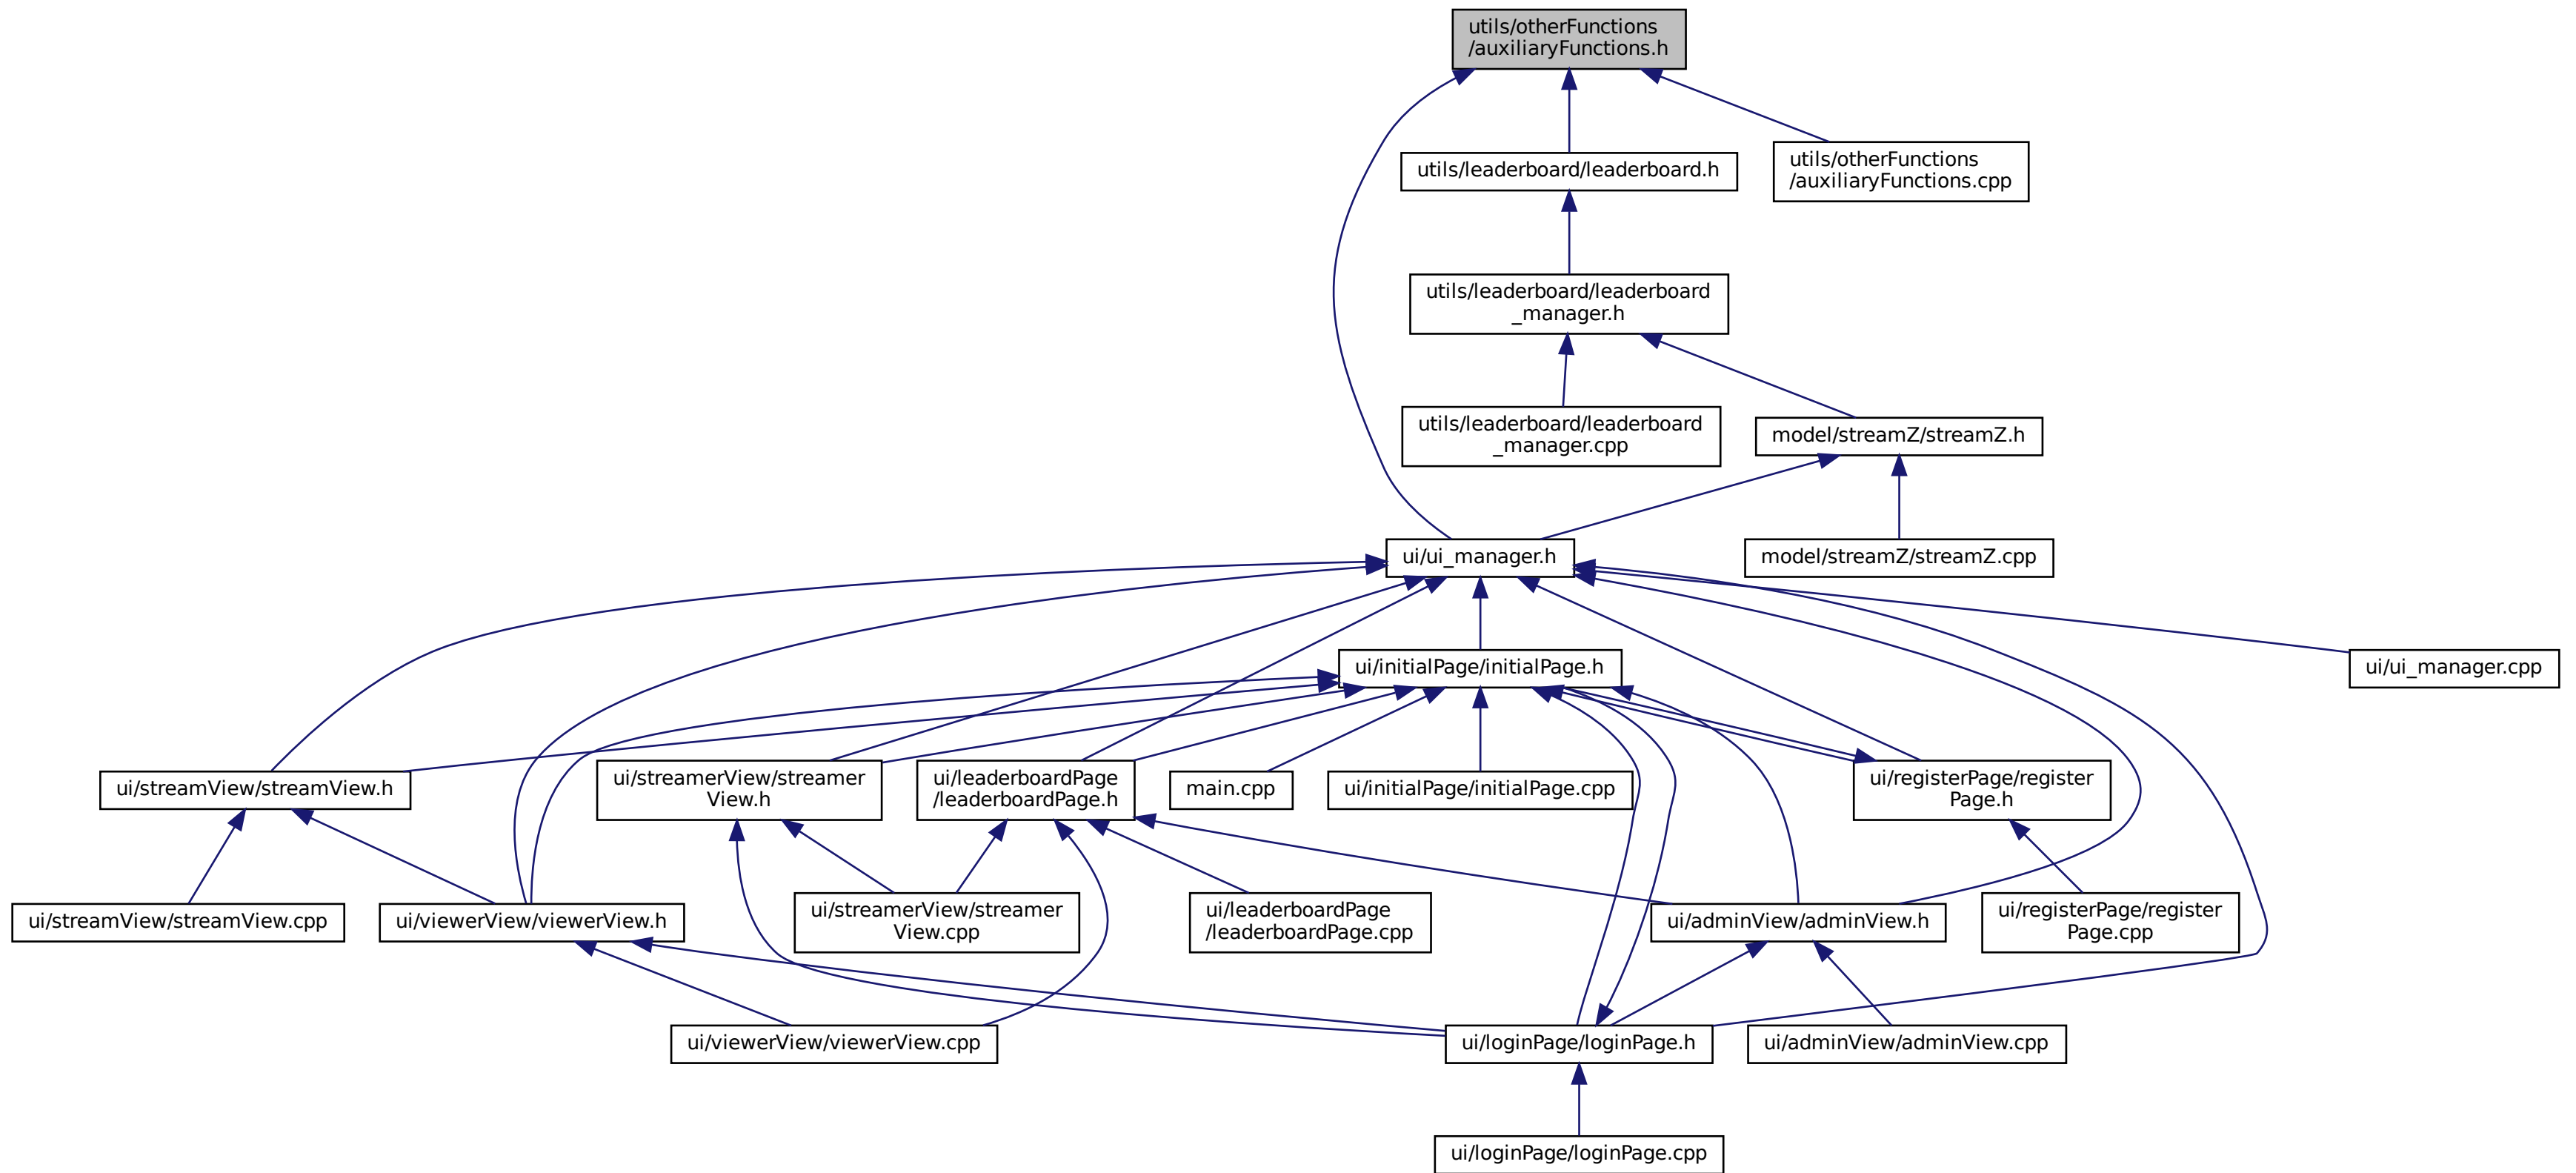 utils/otherFunctions
/auxiliaryFunctions.h
utils/leaderboard/leaderboard.h
utils/otherFunctions
/auxiliaryFunctions.cpp
utils/leaderboard/leaderboard
_manager.h
utils/leaderboard/leaderboard
_manager.cpp
model/streamZ/streamZ.h
ui/ui_manager.h
model/streamZ/streamZ.cpp
ui/initialPage/initialPage.h
ui/ui_manager.cpp
ui/streamView/streamView.h
ui/streamerView/streamer
View.h
ui/leaderboardPage
/leaderboardPage.h
main.cpp
ui/initialPage/initialPage.cpp
ui/registerPage/register
Page.h
ui/streamView/streamView.cpp
ui/viewerView/viewerView.h
ui/streamerView/streamer
View.cpp
ui/leaderboardPage
/leaderboardPage.cpp
ui/adminView/adminView.h
ui/registerPage/register
Page.cpp
ui/viewerView/viewerView.cpp
ui/loginPage/loginPage.h
ui/adminView/adminView.cpp
ui/loginPage/loginPage.cpp